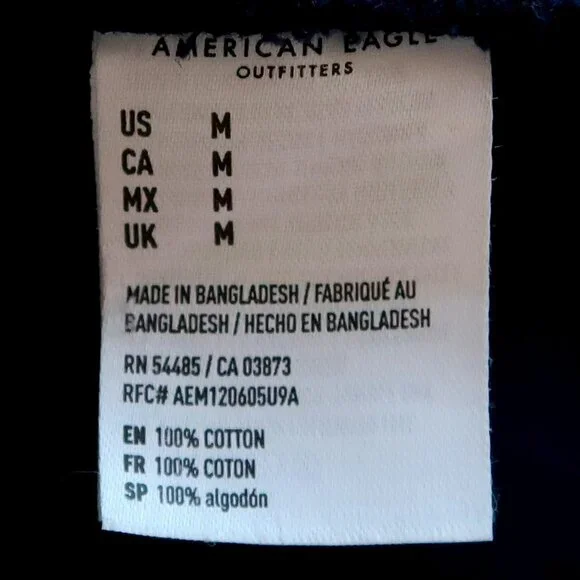 AMERICAN EAGLE
OUTFITTERS
US M
CA M
MX M
UK M
MADE IN BANGLADESH / FABRIQUÉ AU
BANGLADESH / HECHO EN BANGLADESH
RN 54485 / CA 03873
RFC# AEM120605U9A
EN 100% COTTON
FR 100% COTON
SP 100% algodón